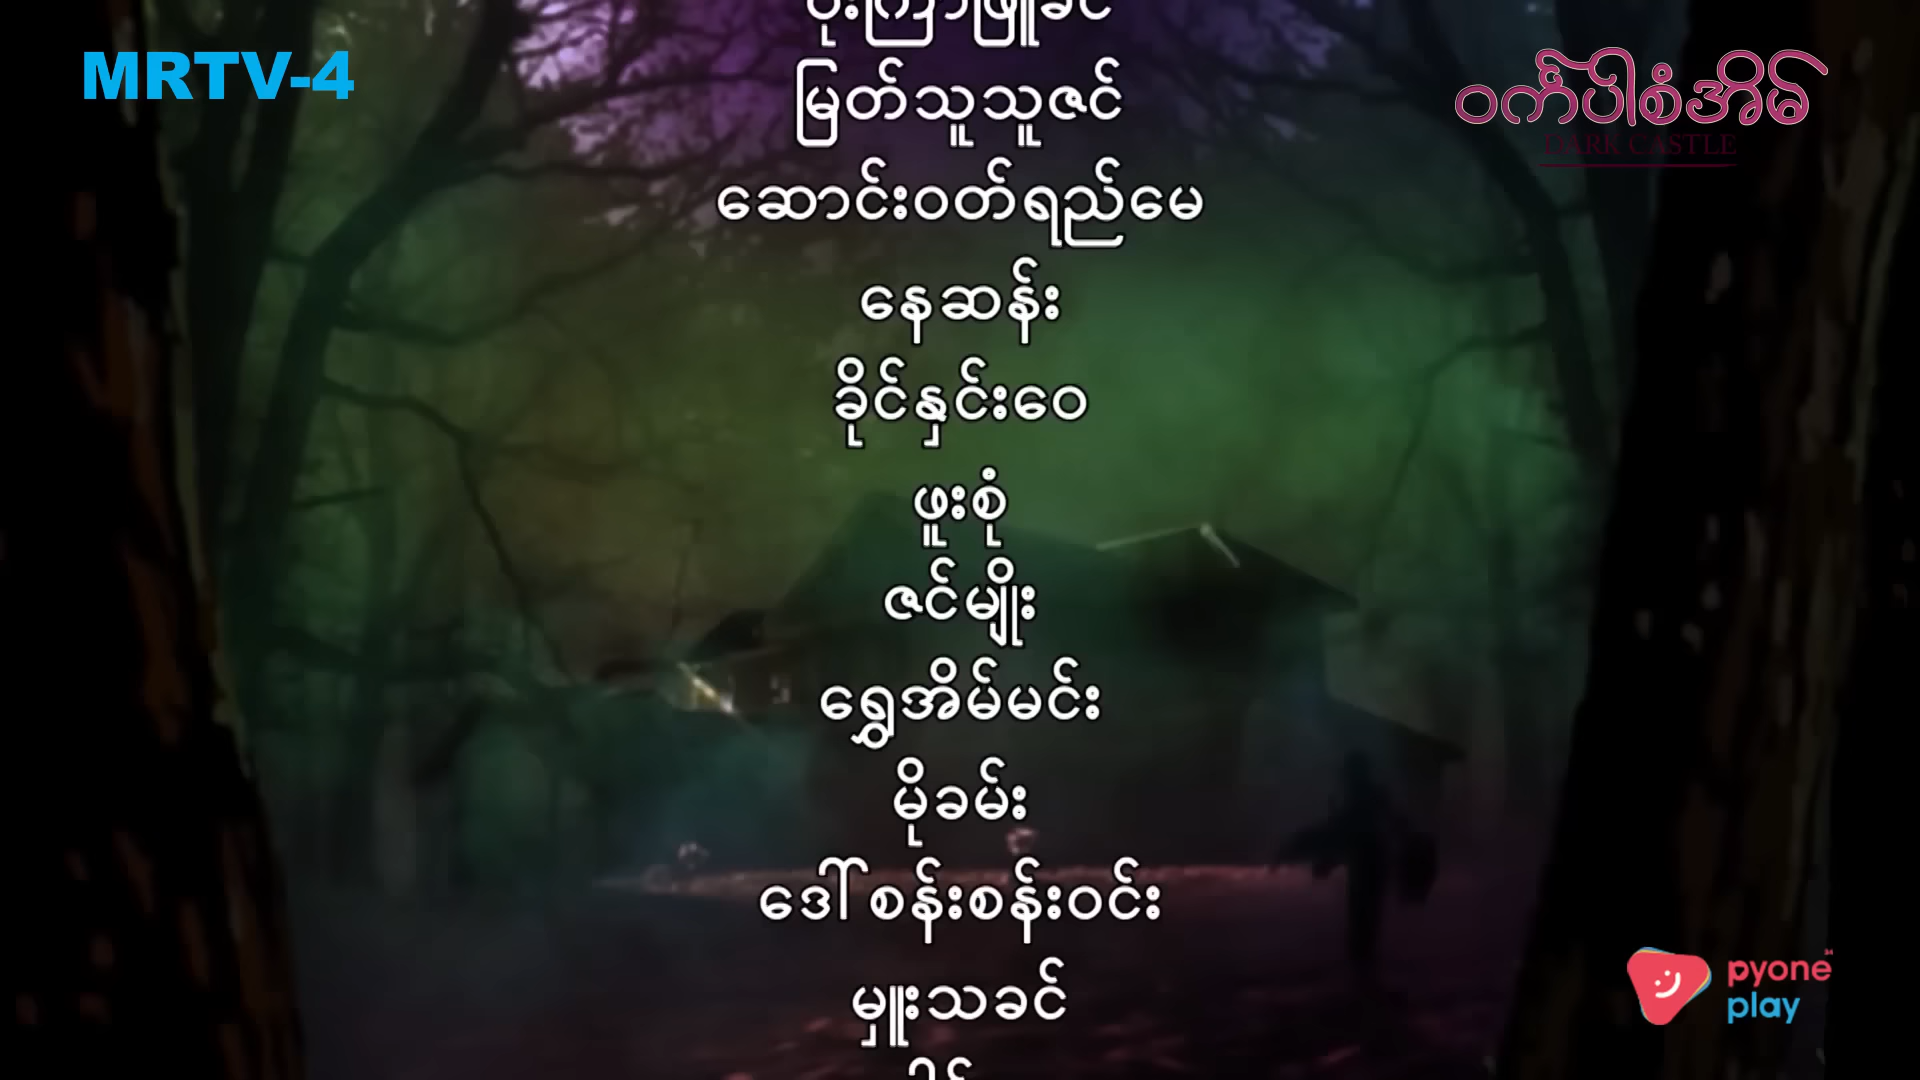 MRTV-4
ဝင်္ကပါစံအိမ်
DARK CASTLE
မြတ်သူသူဇင်
ဆောင်းဝတ်ရည်မေ
နေဆန်း
ခိုင်နှင်းဝေ
ဖူးစုံ
ဇင်မျိုး
ရွှေအိမ်မင်း
မိုခမ်း
ဒေါ်စန်းစန်းဝင်း
မှူးသခင်
pyone
play